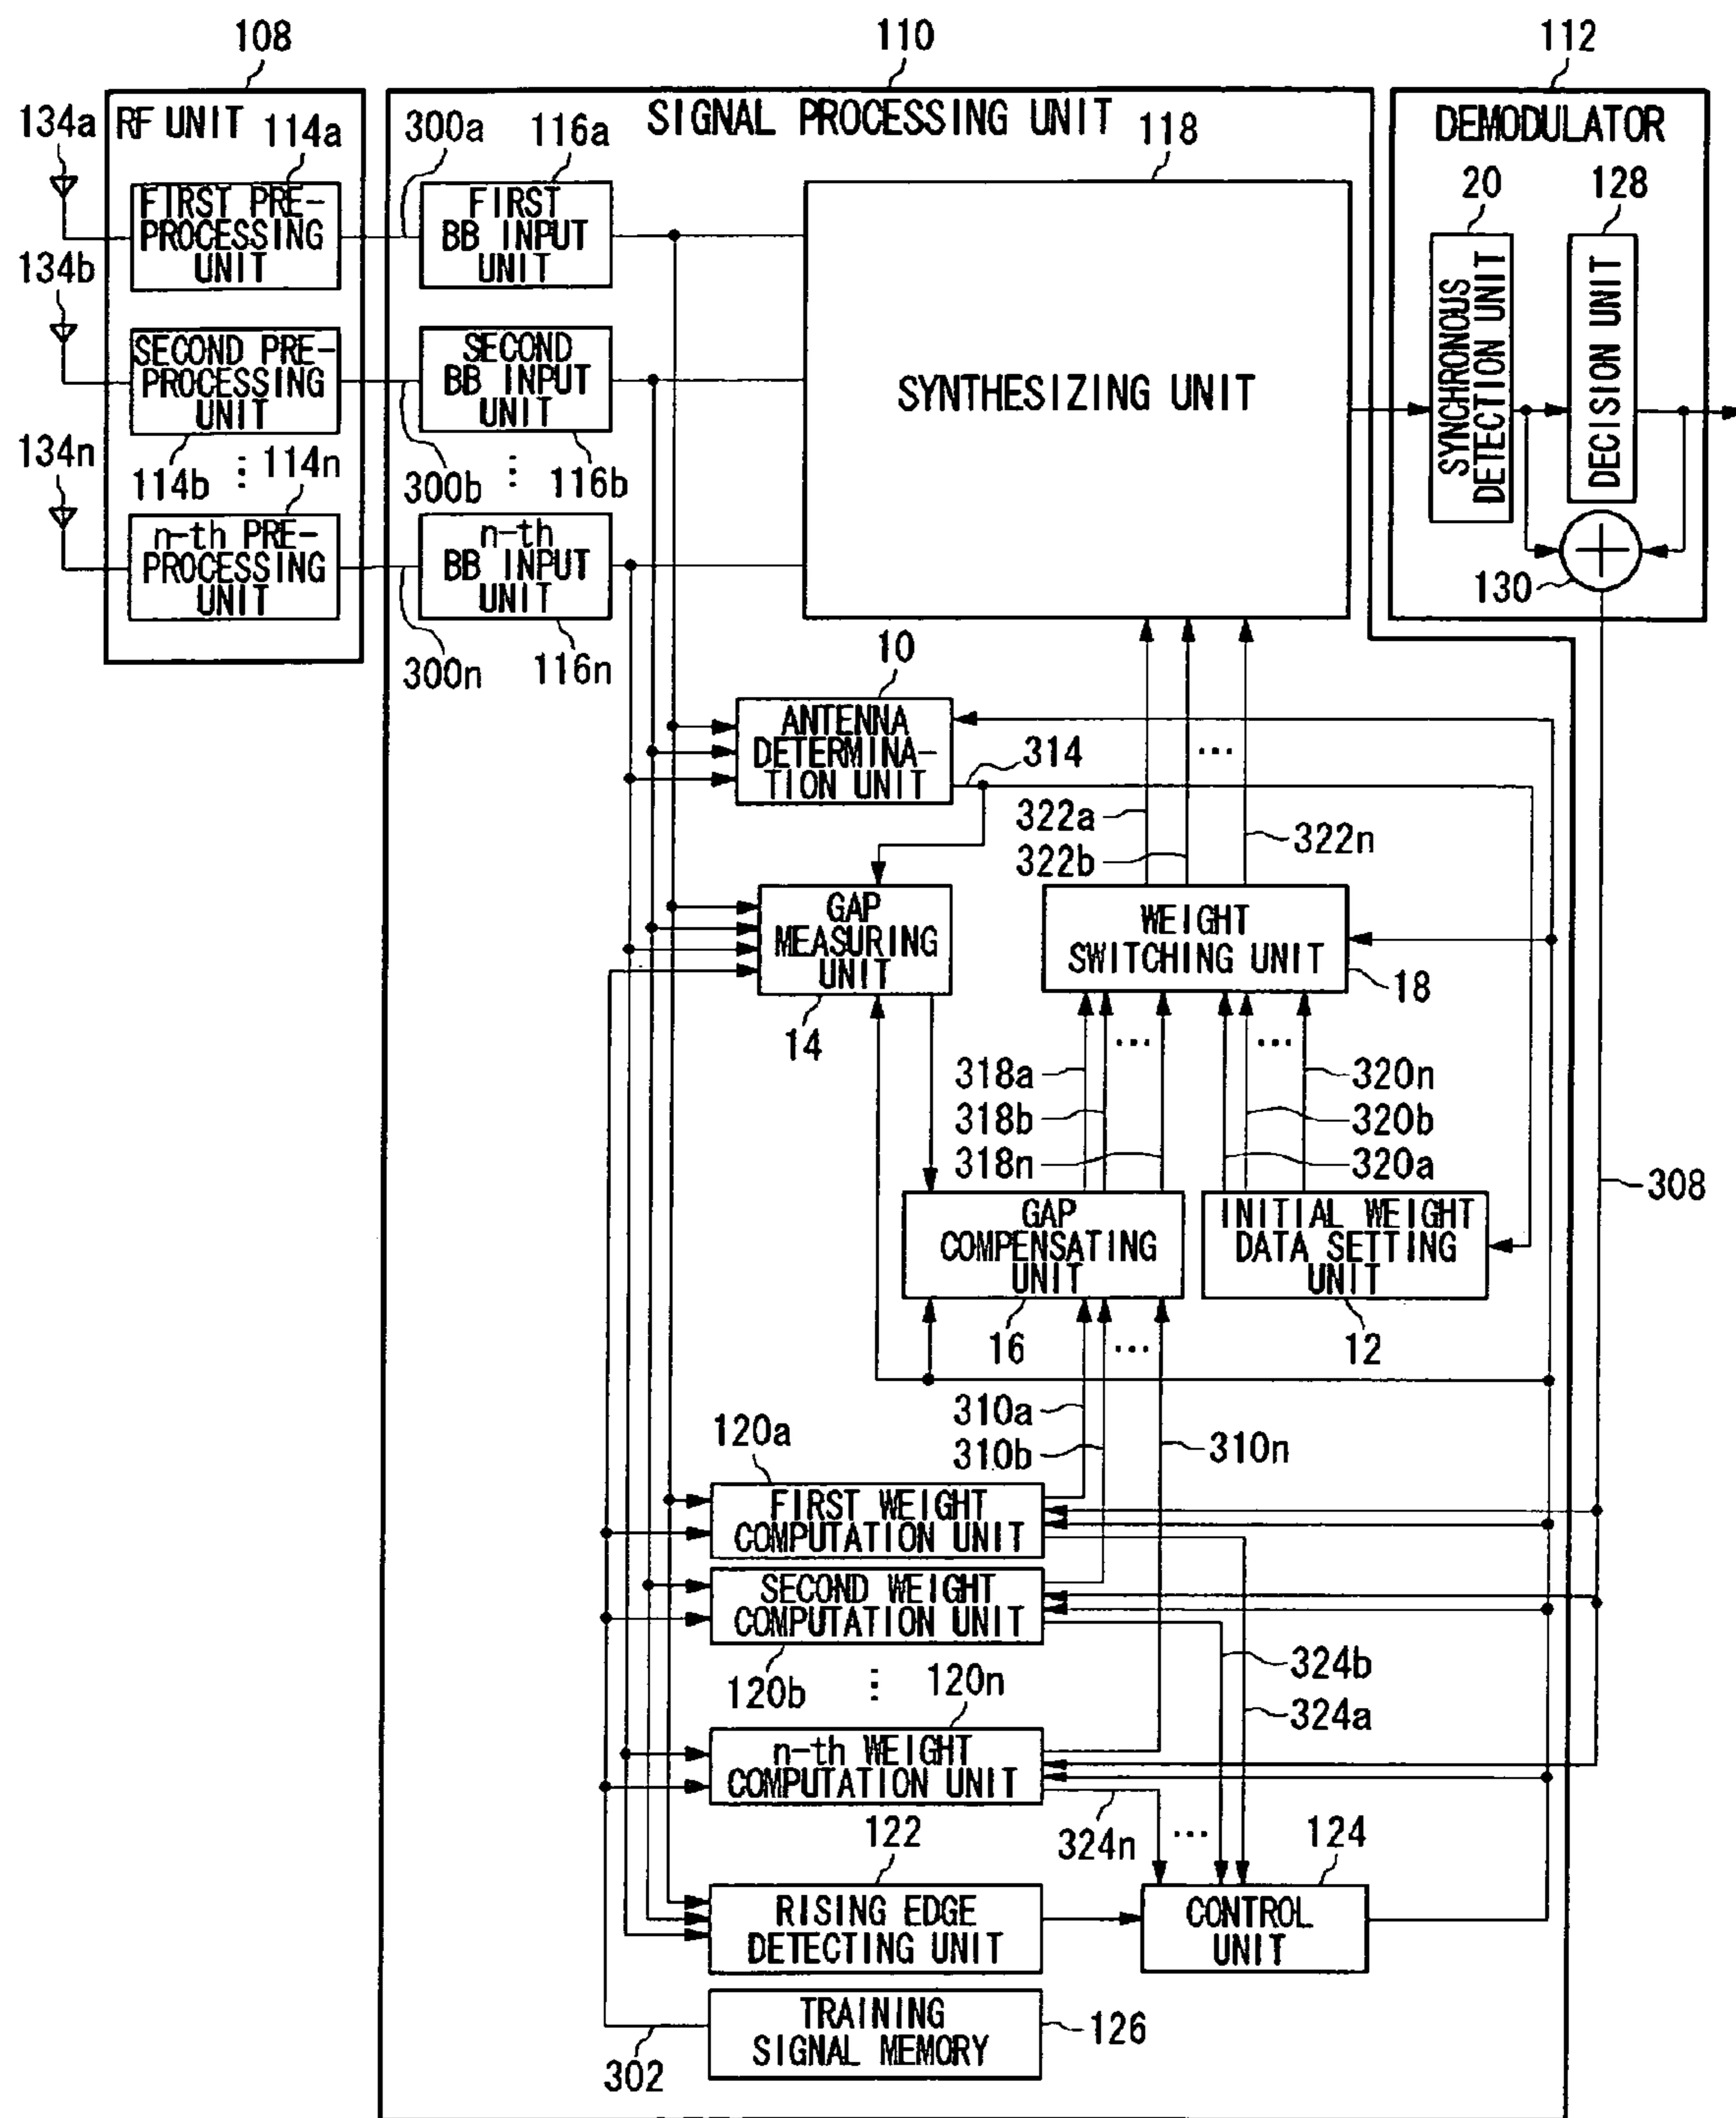 108
110
112
134a
RF UNIT
114a
300a
116a
SIGNAL PROCESSING UNIT
118
DEMODULATOR
FIRST PRE-
PROCESSING
UNIT
FIRST
BB INPUT
UNIT
20
128
134b
SECOND PRE-
PROCESSING
UNIT
SECOND
BB INPUT
UNIT
SYNTHESIZING UNIT
SYNCHRONOUS
DETECTION UNIT
DECISION UNIT
134n
114b
⋮
114n
300b
⋮
116b
n-th PRE-
PROCESSING
UNIT
n-th
BB INPUT
UNIT
130
300n
116n
10
ANTENNA
DETERMINA-
TION UNIT
314
...
322a
322b
322n
GAP
MEASURING
UNIT
14
WEIGHT
SWITCHING UNIT
18
...
...
318a
318b
318n
320n
320b
320a
308
GAP
COMPENSATING
UNIT
16
INITIAL WEIGHT
DATA SETTING
UNIT
12
...
310a
310b
310n
120a
FIRST WEIGHT
COMPUTATION UNIT
SECOND WEIGHT
COMPUTATION UNIT
120b
⋮
120n
324b
324a
n-th WEIGHT
COMPUTATION UNIT
324n
...
122
124
RISING EDGE
DETECTING UNIT
CONTROL
UNIT
TRAINING
SIGNAL MEMORY
126
302